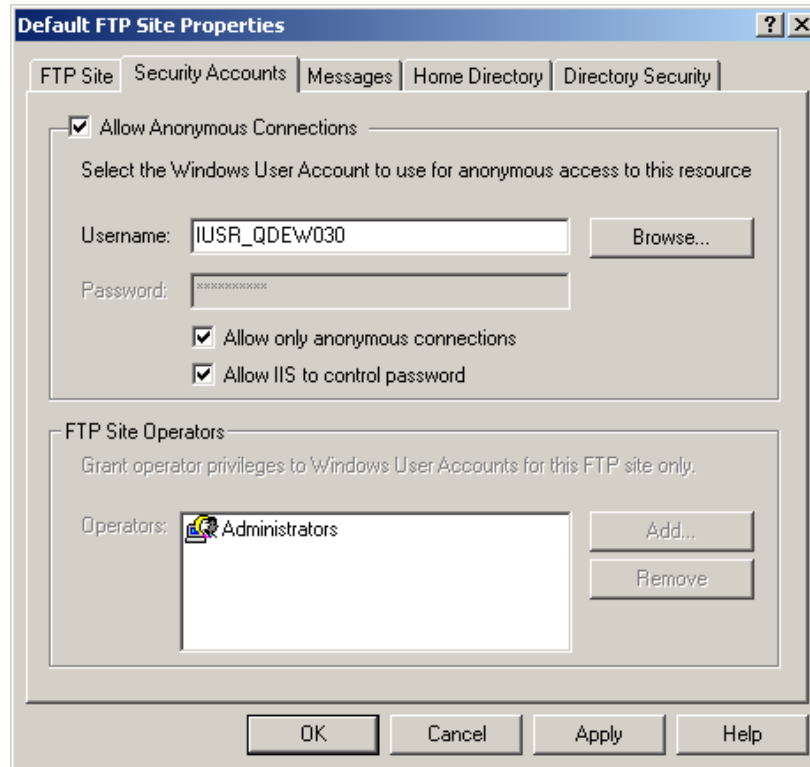 Default FTP Site Properties
FTP Site Security Accounts Messages Home Directory Directory Security
Allow Anonymous Connections
Select the Windows User Account to use for anonymous access to this resource
Username: IUSR_QDEW030 Browse...
Password: **********
Allow only anonymous connections
Allow IIS to control password
FTP Site Operators
Grant operator privileges to Windows User Accounts for this FTP site only.
Operators: Administrators Add...
Remove
OK Cancel Apply Help